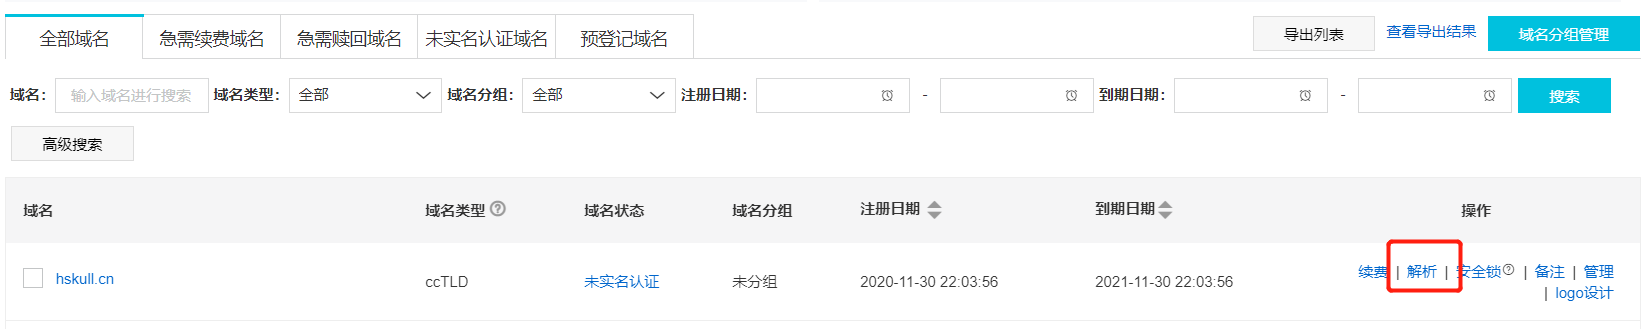 全部域名 急需续费域名 急需赎回域名 未实名认证域名 预登记域名 导出列表 查看导出结果 域名分组管理
域名： 输入域名进行搜索 域名类型： 全部 域名分组： 全部 注册日期： - 到期日期： - 搜索
高级搜索
域名 域名类型 ? 域名状态 域名分组 注册日期 到期日期 操作
hskull.cn ccTLD 未实名认证 未分组 2020-11-30 22:03:56 2021-11-30 22:03:56 续费 | 解析 | 安全锁? | 备注 | 管理
| logo设计